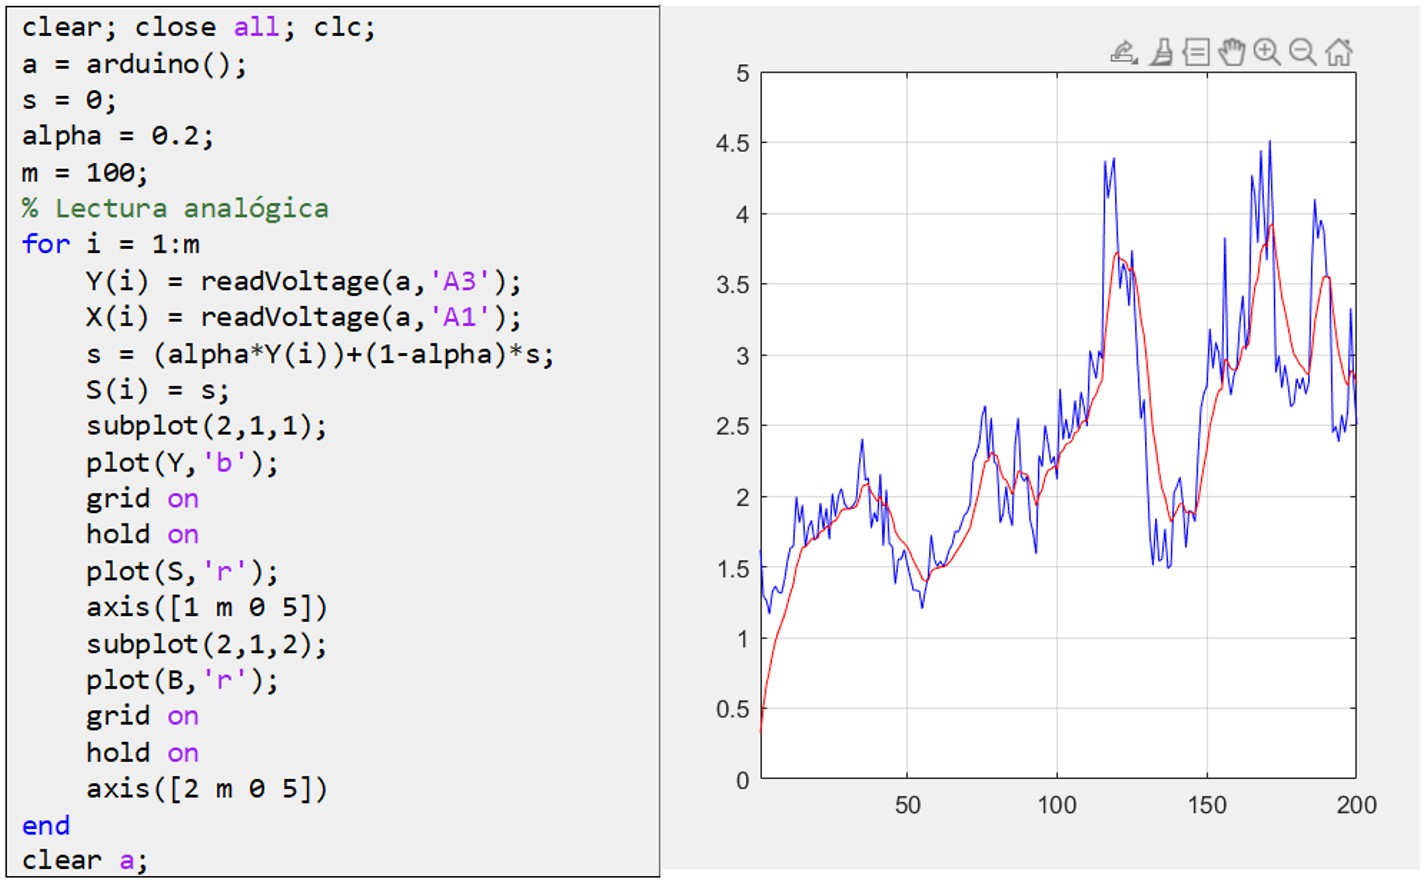 clear; close all; clc;
a = arduino();
s = 0;
alpha = 0.2;
m = 100;
% Lectura analógica
for i = 1:m
Y(i) = readVoltage(a,'A3');
X(i) = readVoltage(a,'A1');
s = (alpha*Y(i))+(1-alpha)*s;
S(i) = s;
subplot(2,1,1);
plot(Y,'b');
grid on
hold on
plot(S,'r');
axis([1 m 0 5])
subplot(2,1,2);
plot(B,'r');
grid on
hold on
axis([2 m 0 5])
end
clear a;
5
4.5
4
3.5
3
2.5
2
1.5
1
0.5
0
50 100 150 200